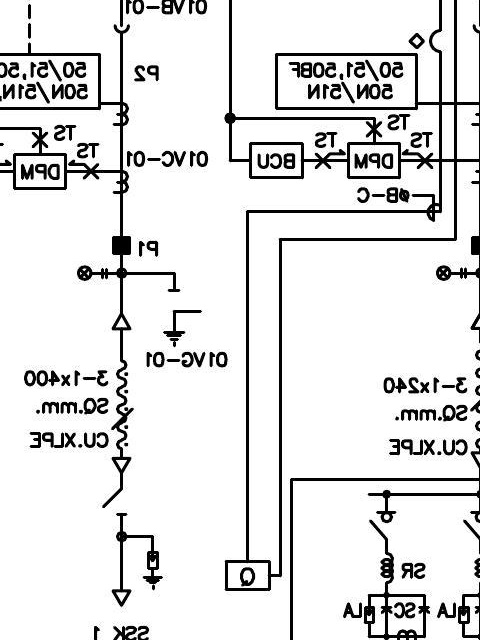 01VB-01
50/51,50
50N/51N,
P2
50/51,50BF
50N/51N
TS
TS
DPM
01VC-01
TS
TS
DPM
TS
BCU
øB-C
P1
01VG-01
3-1x400
SQ.mm.
CU.XLPE
3-1x240
SQ.mm.
CU.XLPE
Q
SR
LA
SC
LA
SSK 1